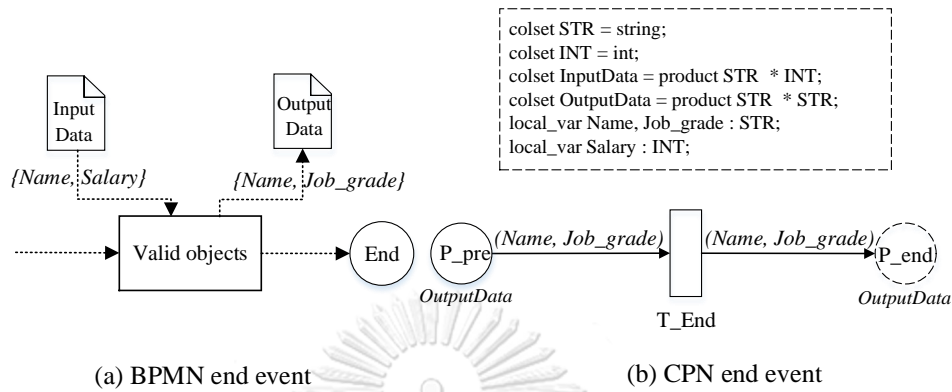 colset STR = string;
colset INT = int;
colset InputData = product STR * INT;
colset OutputData = product STR * STR;
local_var Name, Job_grade : STR;
local_var Salary : INT;
Input
Data
Output
Data
{Name, Salary}
{Name, Job_grade}
Valid objects
End
P_pre
(Name, Job_grade)
(Name, Job_grade)
P_end
OutputData
OutputData
T_End
(a) BPMN end event
(b) CPN end event